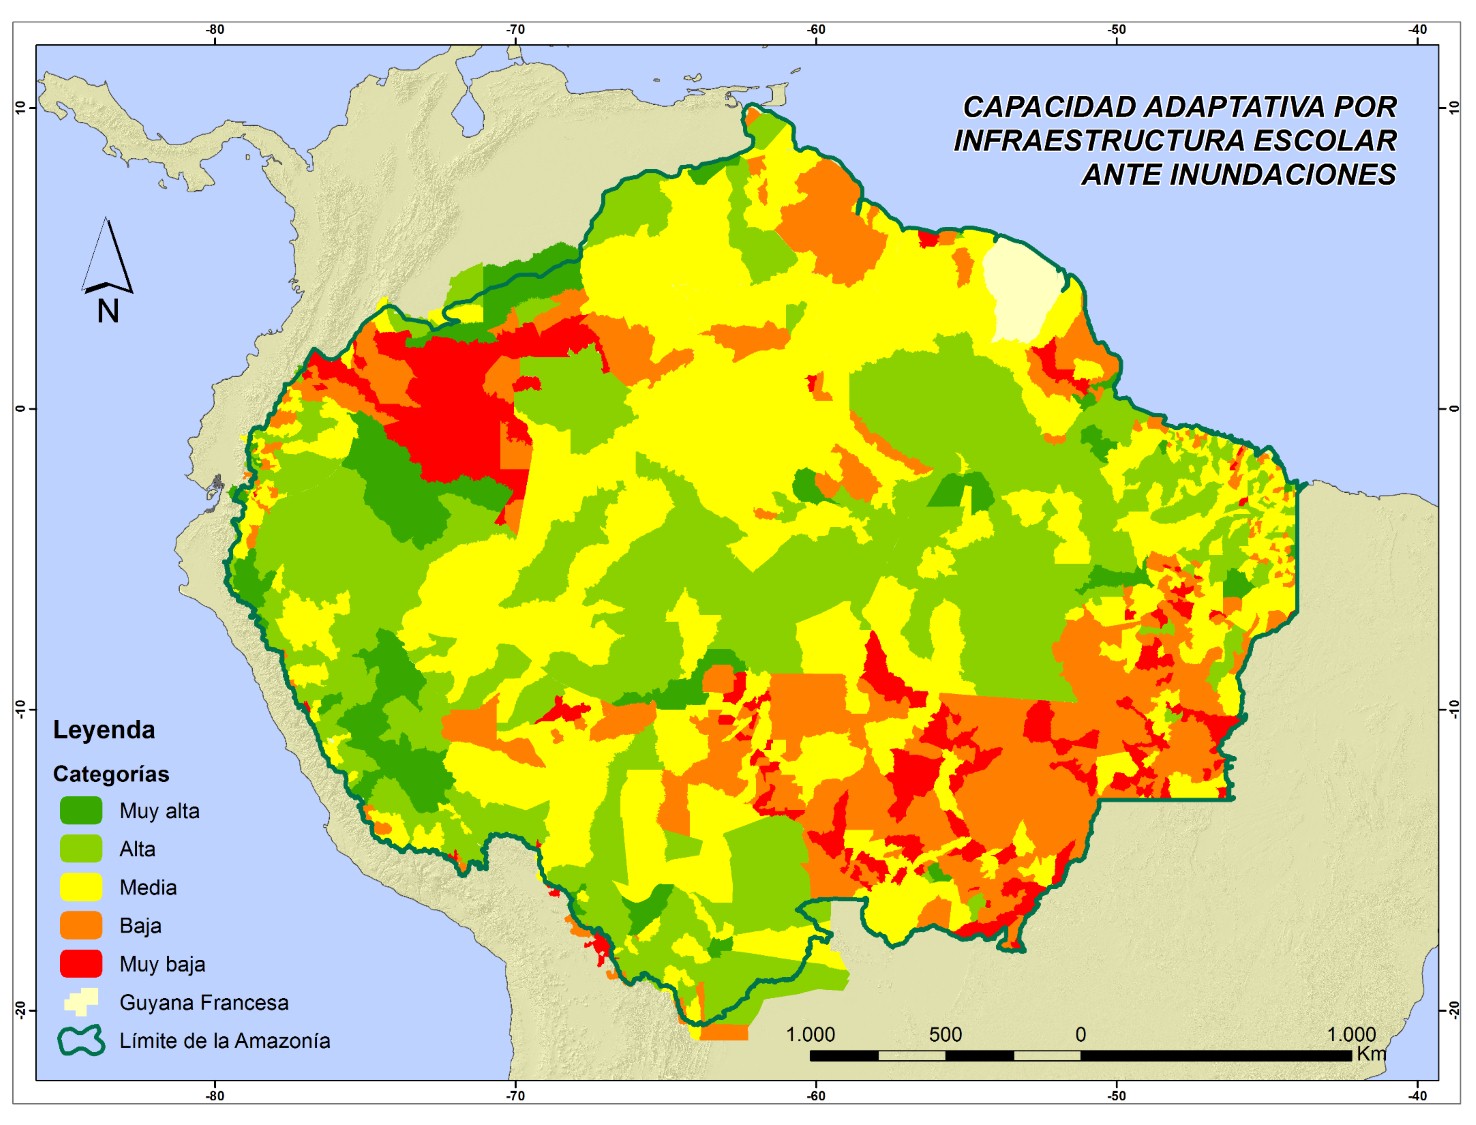 -80 -70 -60 -50 -40
CAPACIDAD ADAPTATIVA POR
INFRAESTRUCTURA ESCOLAR
ANTE INUNDACIONES
10 10
N
0 0
-10 -10
-20 -20
Leyenda
Categorías
Muy alta
Alta
Media
Baja
Muy baja
Guyana Francesa
Límite de la Amazonía
1.000 500 0 1.000
Km
-80 -70 -60 -50 -40